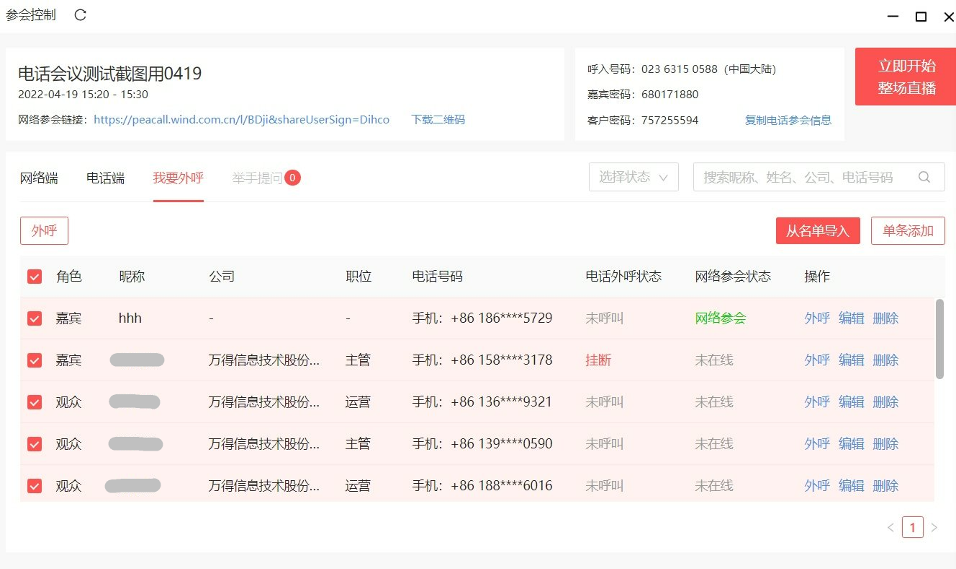 参会控制
电话会议测试截图用0419
2022-04-19 15:20 - 15:30
网络参会链接：https://peacall.wind.com.cn/l/BDji&shareUserSign=Dihco 下载二维码
呼入号码：023 6315 0588（中国大陆）
嘉宾密码：680171880
客户密码：757255594 复制电话参会信息
立即开始
整场直播
网络端 电话端 我要外呼 举手提问 0 选择状态 搜索昵称、姓名、公司、电话号码
外呼 从名单导入 单条添加
角色 昵称 公司 职位 电话号码 电话外呼状态 网络参会状态 操作
嘉宾 hhh - - 手机：+86 186****5729 未呼叫 网络参会 外呼 编辑 删除
嘉宾 万得信息技术股份... 主管 手机：+86 158****3178 挂断 未在线 外呼 编辑 删除
观众 万得信息技术股份... 运营 手机：+86 136****9321 未呼叫 未在线 外呼 编辑 删除
观众 万得信息技术股份... 主管 手机：+86 139****0590 未呼叫 未在线 外呼 编辑 删除
观众 万得信息技术股份... 运营 手机：+86 188****6016 未呼叫 未在线 外呼 编辑 删除
< 1 >